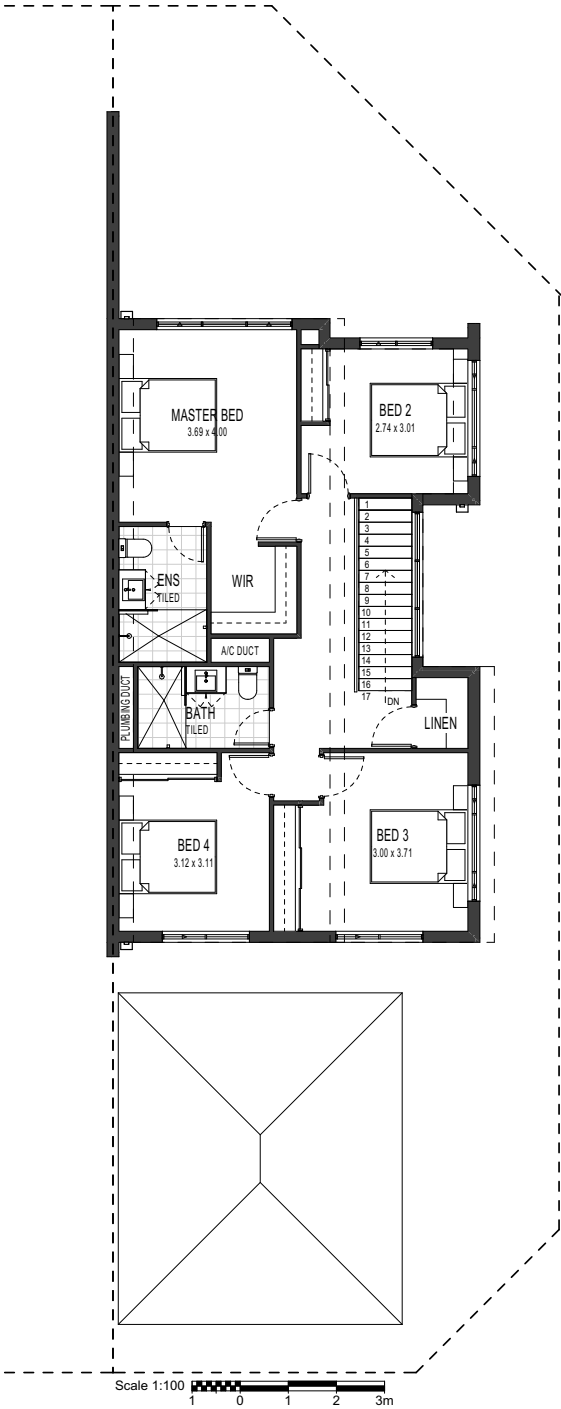 MASTER BED
3.69 x 4.00
BED 2
2.74 x 3.01
1
2
3
4
5
6
7
8
9
10
11
12
13
14
15
16
17
DN
ENS
TILED
WIR
A/C DUCT
PLUMBING DUCT
BATH
TILED
LINEN
BED 4
3.12 x 3.11
BED 3
3.00 x 3.71
Scale 1:100
1 0 1 2 3m